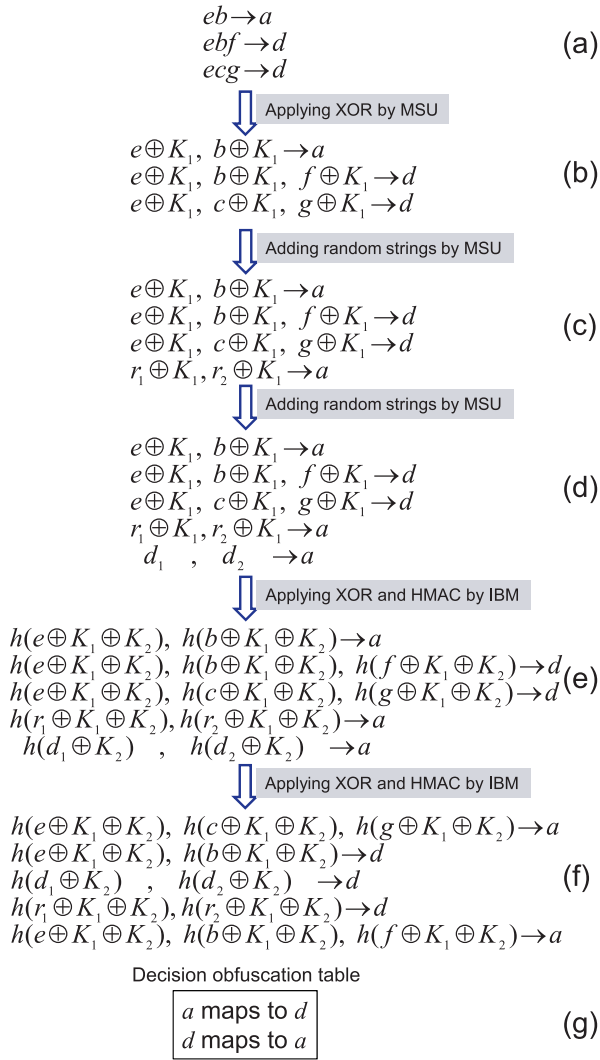 eb→a
ebf→d (a)
ecg→d
Applying XOR by MSU
e⊕K₁, b⊕K₁→a
e⊕K₁, b⊕K₁, f⊕K₁→d (b)
e⊕K₁, c⊕K₁, g⊕K₁→d
Adding random strings by MSU
e⊕K₁, b⊕K₁→a
e⊕K₁, b⊕K₁, f⊕K₁→d (c)
e⊕K₁, c⊕K₁, g⊕K₁→d
r₁⊕K₁,r₂⊕K₁→a
Adding random strings by MSU
e⊕K₁, b⊕K₁→a
e⊕K₁, b⊕K₁, f⊕K₁→d
e⊕K₁, c⊕K₁, g⊕K₁→d (d)
r₁⊕K₁,r₂⊕K₁→a
d₁ , d₂ →a
Applying XOR and HMAC by IBM
h(e⊕K₁⊕K₂), h(b⊕K₁⊕K₂)→a
h(e⊕K₁⊕K₂), h(b⊕K₁⊕K₂), h(f⊕K₁⊕K₂)→d
h(e⊕K₁⊕K₂), h(c⊕K₁⊕K₂), h(g⊕K₁⊕K₂)→d (e)
h(r₁⊕K₁⊕K₂),h(r₂⊕K₁⊕K₂)→a
h(d₁⊕K₂) , h(d₂⊕K₂) →a
Applying XOR and HMAC by IBM
h(e⊕K₁⊕K₂), h(c⊕K₁⊕K₂), h(g⊕K₁⊕K₂)→a
h(e⊕K₁⊕K₂), h(b⊕K₁⊕K₂)→d
h(d₁⊕K₂) , h(d₂⊕K₂) →d (f)
h(r₁⊕K₁⊕K₂),h(r₂⊕K₁⊕K₂)→d
h(e⊕K₁⊕K₂), h(b⊕K₁⊕K₂), h(f⊕K₁⊕K₂)→a
Decision obfuscation table
a maps to d
d maps to a (g)